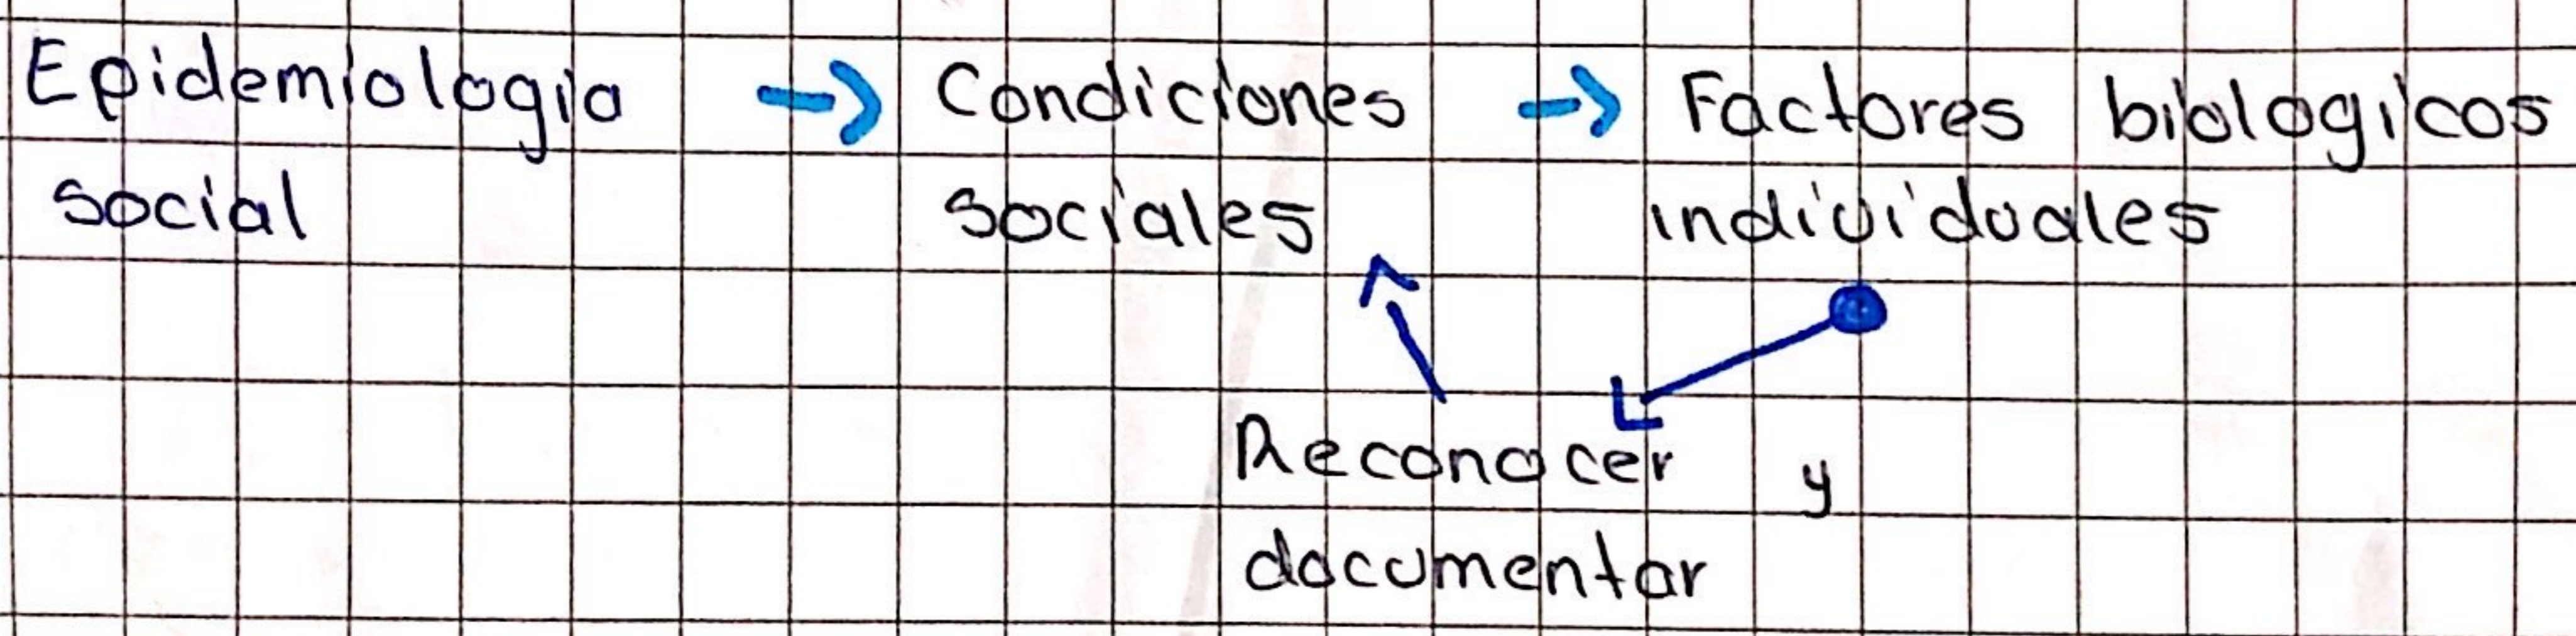 Epidemiologia → Condiciones → Factores biologicos
social sociales individuales
Reconocer y
documentar